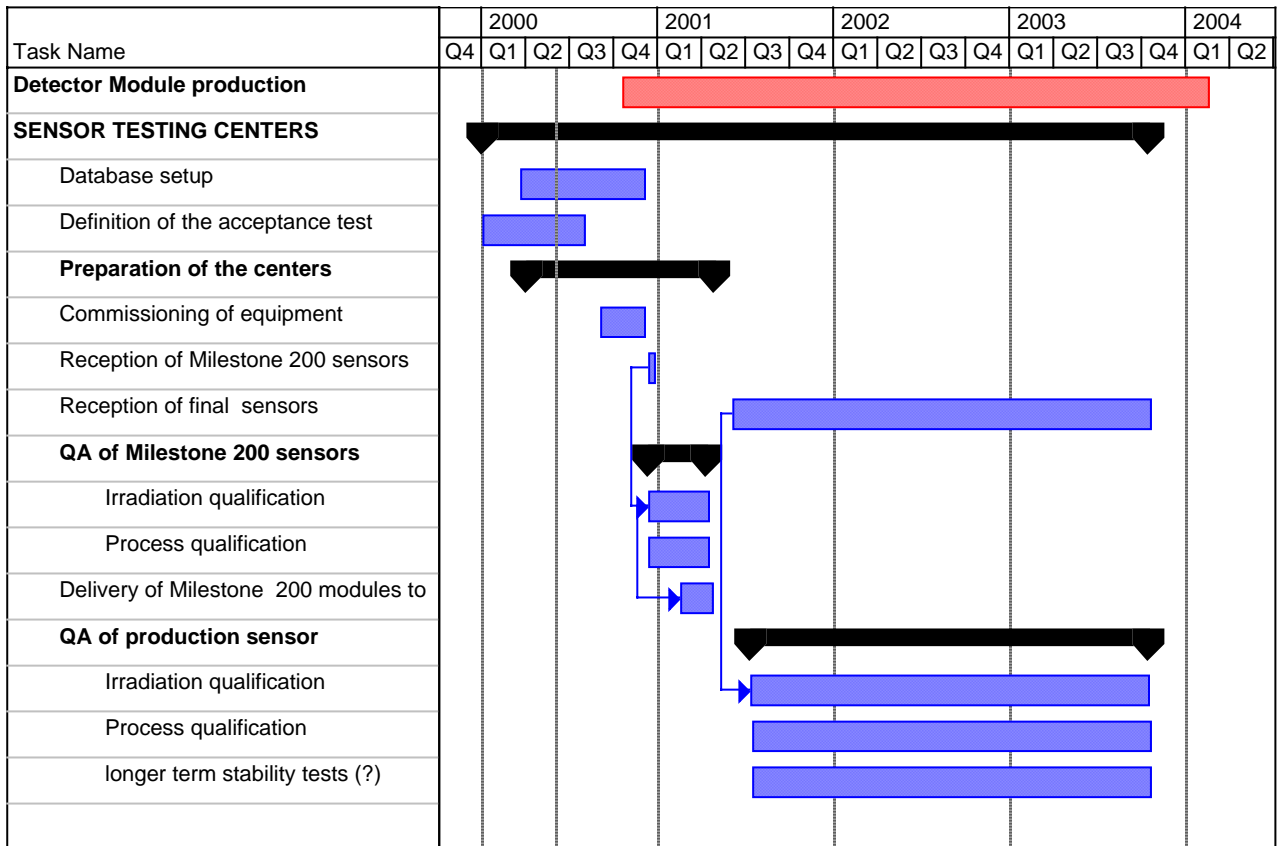 2000 2001 2002 2003 2004
Task Name Q4 Q1 Q2 Q3 Q4 Q1 Q2 Q3 Q4 Q1 Q2 Q3 Q4 Q1 Q2 Q3 Q4 Q1 Q2
Detector Module production
SENSOR TESTING CENTERS
Database setup
Definition of the acceptance test
Preparation of the centers
Commissioning of equipment
Reception of Milestone 200 sensors
Reception of final sensors
QA of Milestone 200 sensors
Irradiation qualification
Process qualification
Delivery of Milestone 200 modules to
QA of production sensor
Irradiation qualification
Process qualification
longer term stability tests (?)